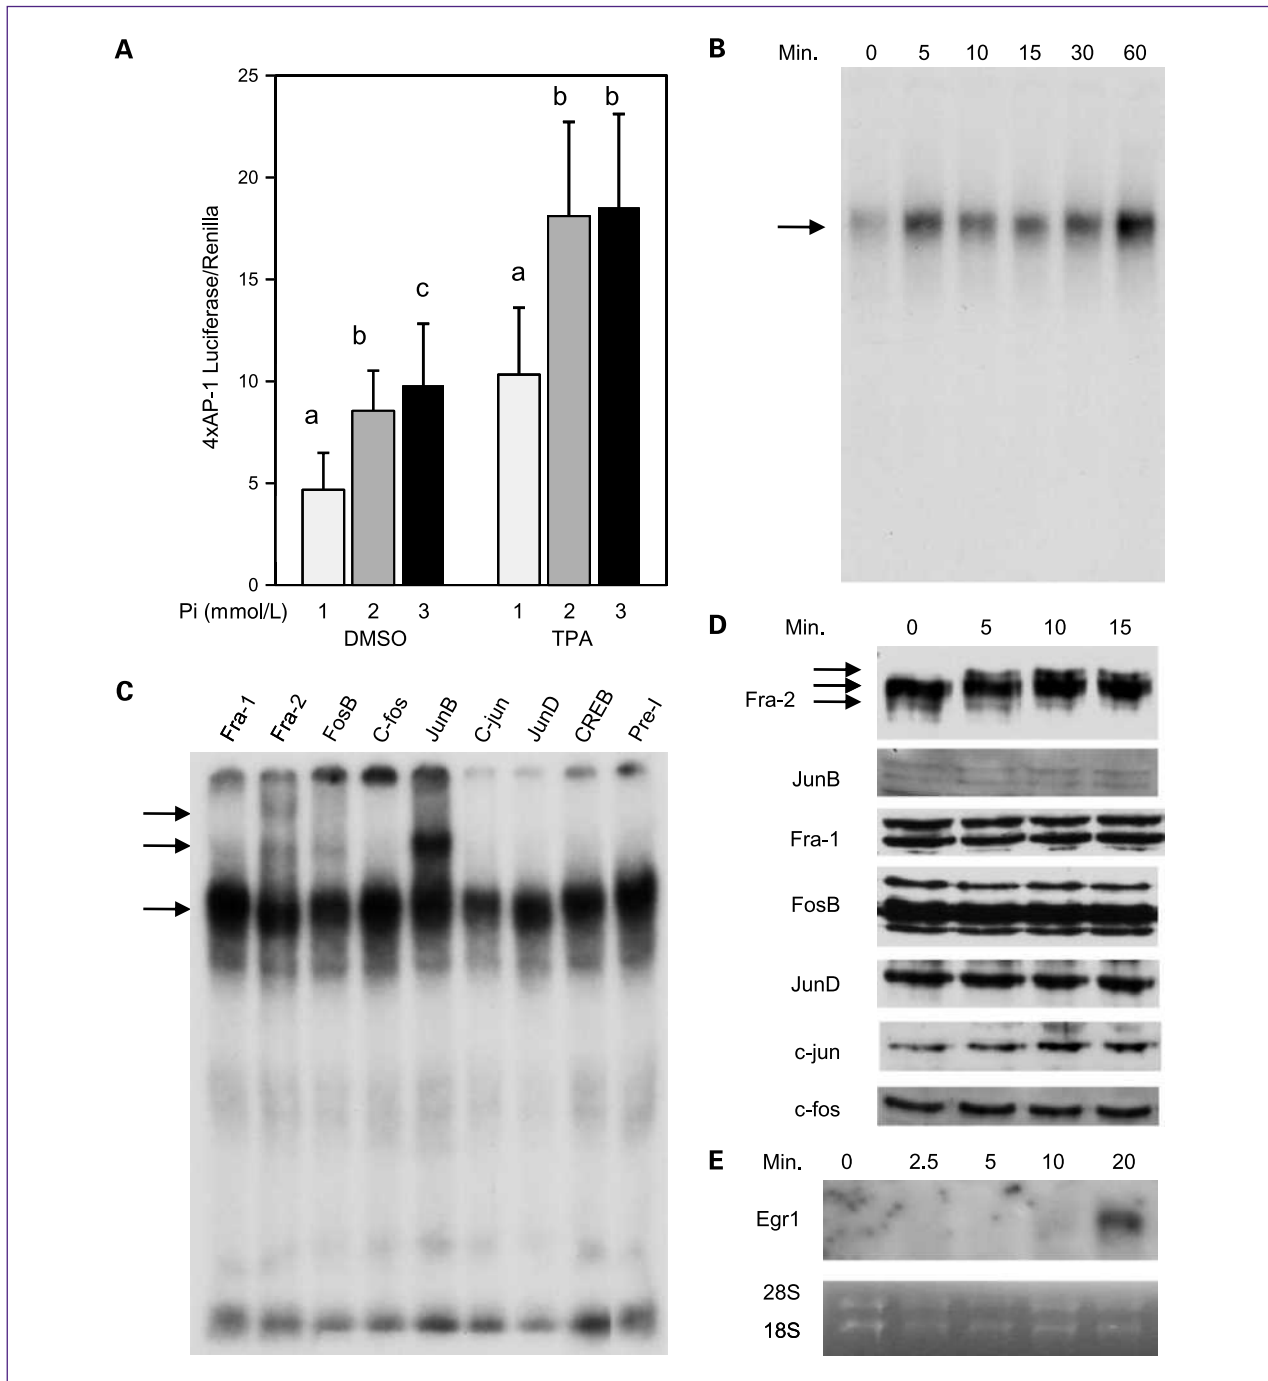 A
25
20
15
10
5
0
4xAP-1 Luciferase/Renilla
a
b
c
a
b
b
Pi (mmol/L) 1 2 3 1 2 3
DMSO TPA
B Min. 0 5 10 15 30 60
C
Fra-1 Fra-2 FosB C-fos JunB C-jun JunD CREB Pre-I
D Min. 0 5 10 15
Fra-2
JunB
Fra-1
FosB
JunD
c-jun
c-fos
E Min. 0 2.5 5 10 20
Egr1
28S
18S